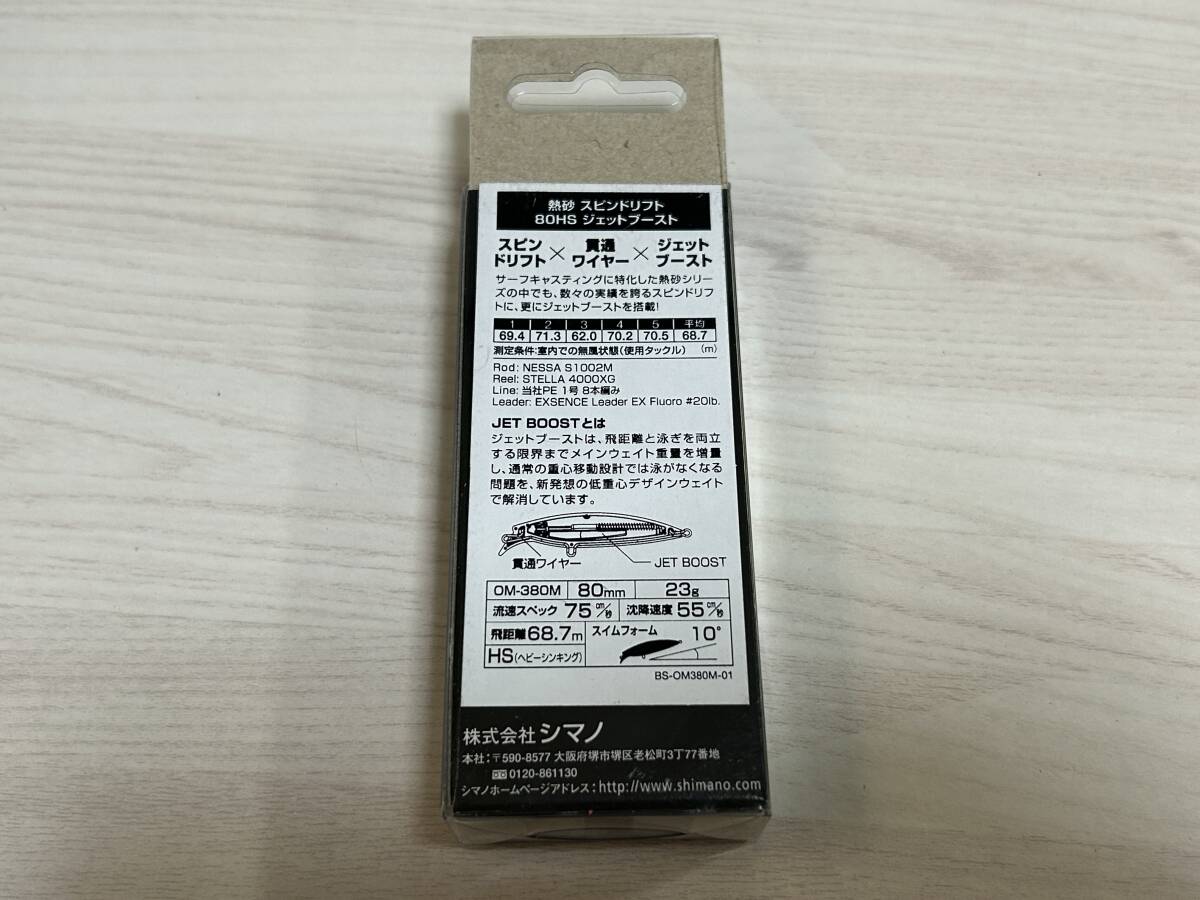 熱砂 スピンドリフト
80HS ジェットブースト
スピンドリフト×貫通ワイヤー×ジェットブースト
サーフキャスティングに特化した熱砂シリー
ズの中でも、数々の実績を誇るスピンドリフ
トに、更にジェットブーストを搭載!
1 2 3 4 5 平均
69.4 71.3 62.0 70.2 70.5 68.7
測定条件:室内での無風状態(使用タックル) (m)
Rod: NESSA S1002M
Reel: STELLA 4000XG
Line: 当社PE 1号 8本編み
Leader: EXSENCE Leader EX Fluoro #20lb.
JET BOOSTとは
ジェットブーストは、飛距離と泳ぎを両立
する限界までメインウェイト重量を増量
し、通常の重心移動設計では泳がなくなる
問題を、新発想の低重心デザインウェイト
で解消しています。
貫通ワイヤー JET BOOST
OM-380M 80mm 23g
流速スペック 75cm/秒 沈降速度 55cm/秒
飛距離68.7m スイムフォーム 10°
HS(ヘビーシンキング)
BS-OM380M-01
株式会社シマノ
本社:〒590-8577 大阪府堺市堺区老松町3丁77番地
0120-861130
シマノホームページアドレス:http://www.shimano.com